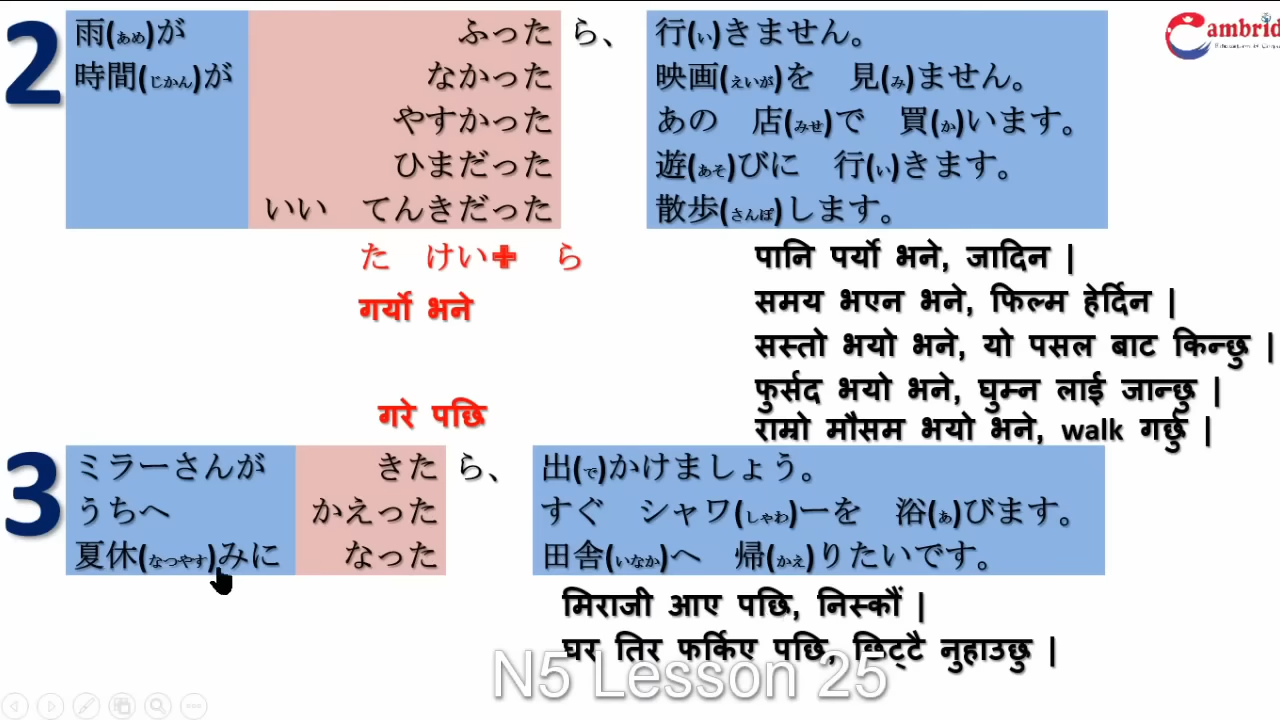 2
雨(あめ)が ふった ら、 行(い)きません。
時間(じかん)が なかった 映画(えいが)を 見(み)ません。
やすかった あの 店(みせ)で 買(か)います。
ひまだった 遊(あそ)びに 行(い)きます。
いい てんきだった 散歩(さんぽ)します。
た けい+ ら
गर्यो भने
पानि पर्यो भने, जादिन |
समय भएन भने, फिल्म हेर्दिन |
सस्तो भयो भने, यो पसल बाट किन्छु |
फुर्सद भयो भने, घुम्न लाई जान्छु |
राम्रो मौसम भयो भने, walk गर्छु |
गरे पछि
3
ミラーさんが きた ら、 出(で)かけましょう。
うちへ かえった すぐ シャワ(しゃわ)ーを 浴(あ)びます。
夏休(なつやす)みに なった 田舎(いなか)へ 帰(かえ)りたいです。
मिराजी आए पछि, निस्कौं |
घर तिर फर्किए पछि, छिट्टै नुहाउछु |
N5 Lesson 25
Cambrid